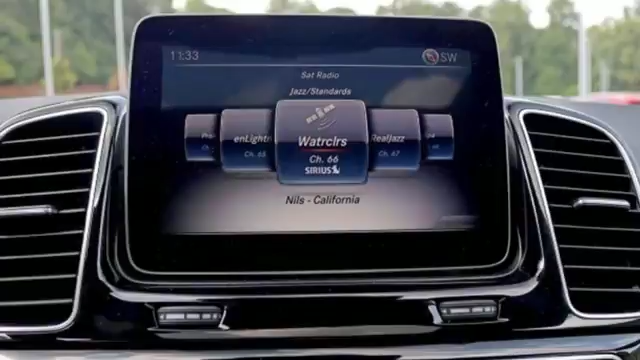 11:33 SW
Sat Radio
Jazz/Standards
enLightn Watrclrs RealJazz
Ch. 65 Ch. 66 Ch. 67
SIRIUS
Nils - California